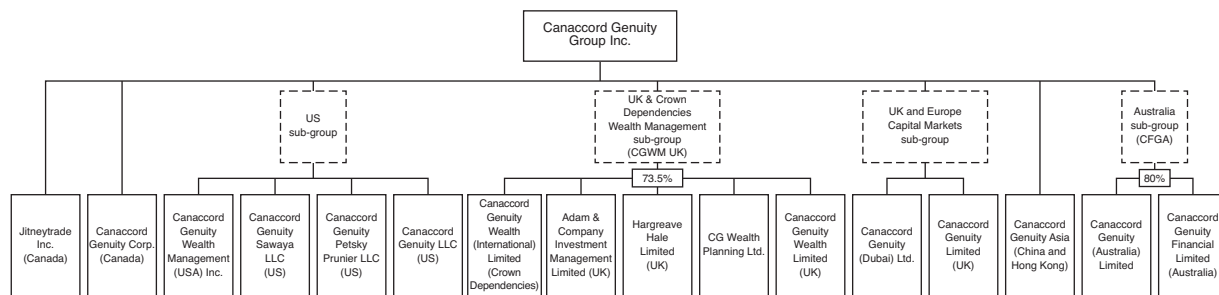 Canaccord Genuity
Group Inc.
US
sub-group
UK & Crown
Dependencies
Wealth Management
sub-group
(CGWM UK)
UK and Europe
Capital Markets
sub-group
Australia
sub-group
(CFGA)
73.5%
80%
Jitneytrade
Inc.
(Canada)
Canaccord
Genuity Corp.
(Canada)
Canaccord
Genuity
Wealth
Management
(USA) Inc.
Canaccord
Genuity
Sawaya
LLC
(US)
Canaccord
Genuity
Petsky
Prunier LLC
(US)
Canaccord
Genuity LLC
(US)
Canaccord
Genuity
Wealth
(International)
Limited
(Crown
Dependencies)
Adam &
Company
Investment
Management
Limited (UK)
Hargreave
Hale
Limited
(UK)
CG Wealth
Planning Ltd.
Canaccord
Genuity Wealth
Limited
(UK)
Canaccord
Genuity
(Dubai) Ltd.
Canaccord
Genuity
Limited
(UK)
Canaccord
Genuity Asia
(China and
Hong Kong)
Canaccord
Genuity
(Australia)
Limited
Canaccord
Genuity
Financial
Limited
(Australia)